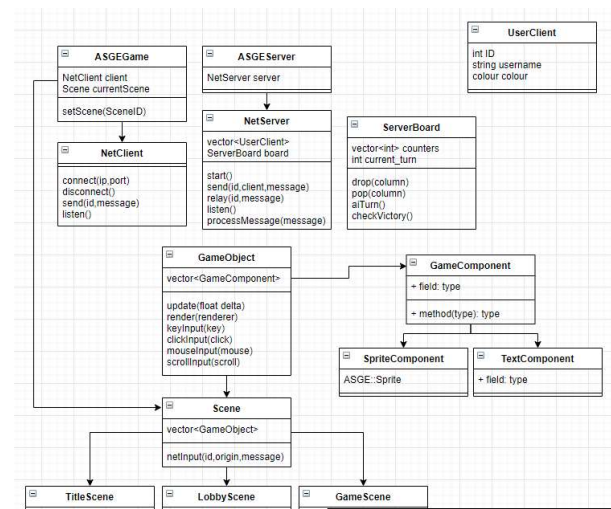 ASGEGame
NetClient client
Scene currentScene
setScene(SceneID)
ASGEServer
NetServer server
UserClient
int ID
string username
colour colour
NetClient
connect(ip,port)
disconnect()
send(id,message)
listen()
NetServer
vector<UserClient>
ServerBoard board
start()
send(id,client,message)
relay(id,message)
listen()
processMessage(message)
ServerBoard
vector<int> counters
int current_turn
drop(column)
pop(column)
aiTurn()
checkVictory()
GameObject
vector<GameComponent>
update(float delta)
render(renderer)
keyInput(key)
clickInput(click)
mouseInput(mouse)
scrollInput(scroll)
GameComponent
+ field: type
+ method(type): type
SpriteComponent
ASGE::Sprite
TextComponent
+ field: type
Scene
vector<GameObject>
netInput(id,origin,message)
TitleScene
LobbyScene
GameScene